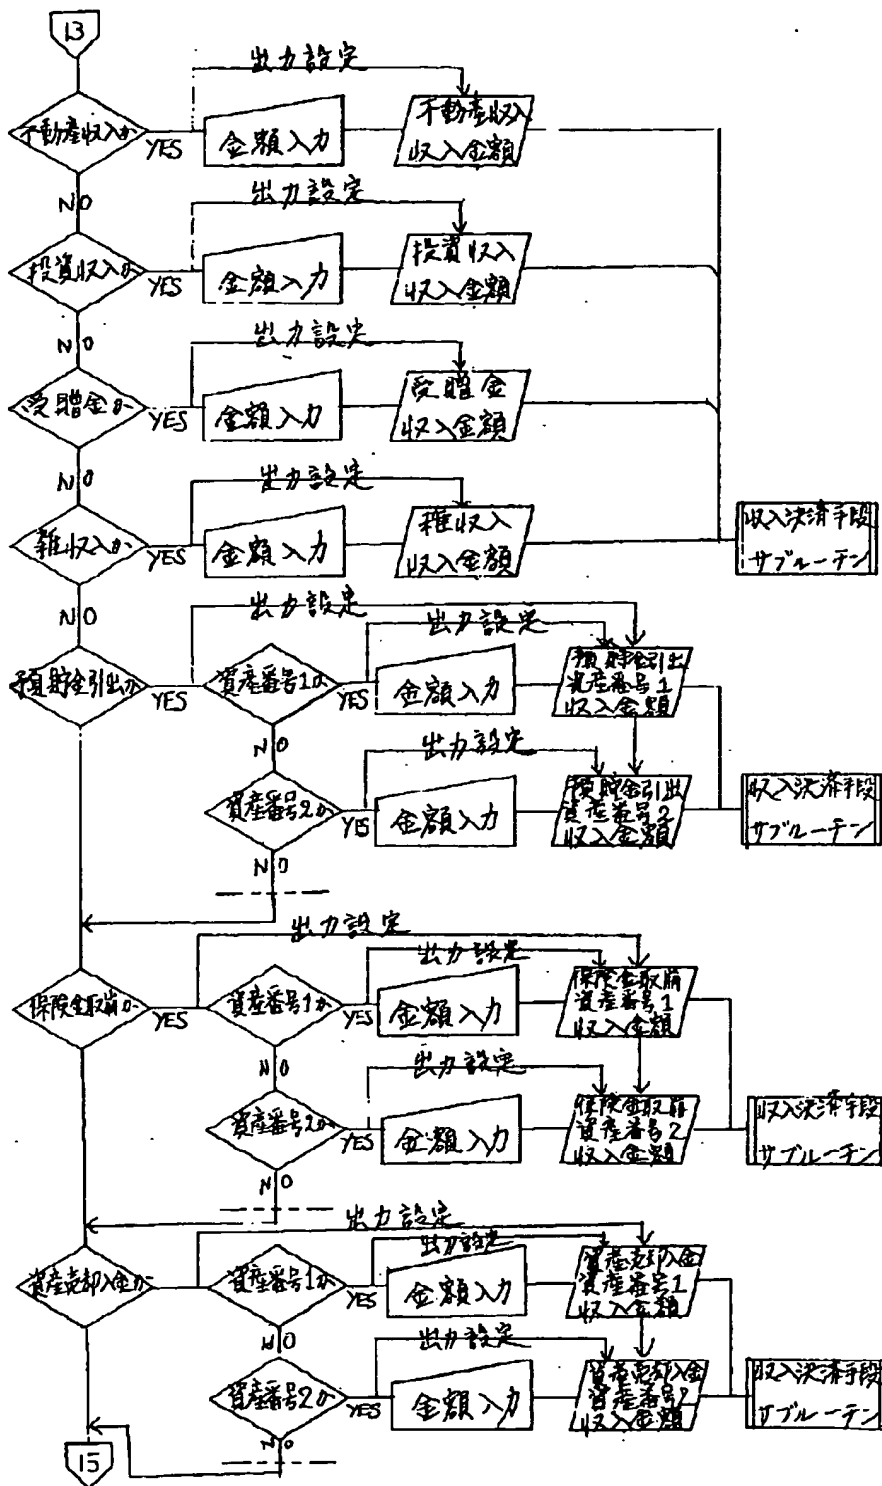 13
出力設定
不動産収入か
YES
金額入力
不動産収入
収入金額
NO
出力設定
投資収入か
YES
金額入力
投資収入
収入金額
NO
出力設定
受贈金か
YES
金額入力
受贈金
収入金額
NO
出力設定
雑収入か
YES
金額入力
雑収入
収入金額
収入決済手段
サブルーチン
NO
出力設定
出力設定
預貯金引出か
YES
資産番号1か
YES
金額入力
預貯金引出
資産番号1
収入金額
NO
出力設定
資産番号2か
YES
金額入力
預貯金引出
資産番号2
収入金額
収入決済手段
サブルーチン
NO
出力設定
出力設定
保険金取崩か
YES
資産番号1か
YES
金額入力
保険金取崩
資産番号1
収入金額
NO
出力設定
資産番号2か
YES
金額入力
保険金取崩
資産番号2
収入金額
収入決済手段
サブルーチン
NO
出力設定
出力設定
資産売却入金か
資産番号1か
YES
金額入力
資産売却入金
資産番号1
収入金額
NO
出力設定
資産番号2か
YES
金額入力
資産売却入金
資産番号2
収入金額
収入決済手段
サブルーチン
NO
15